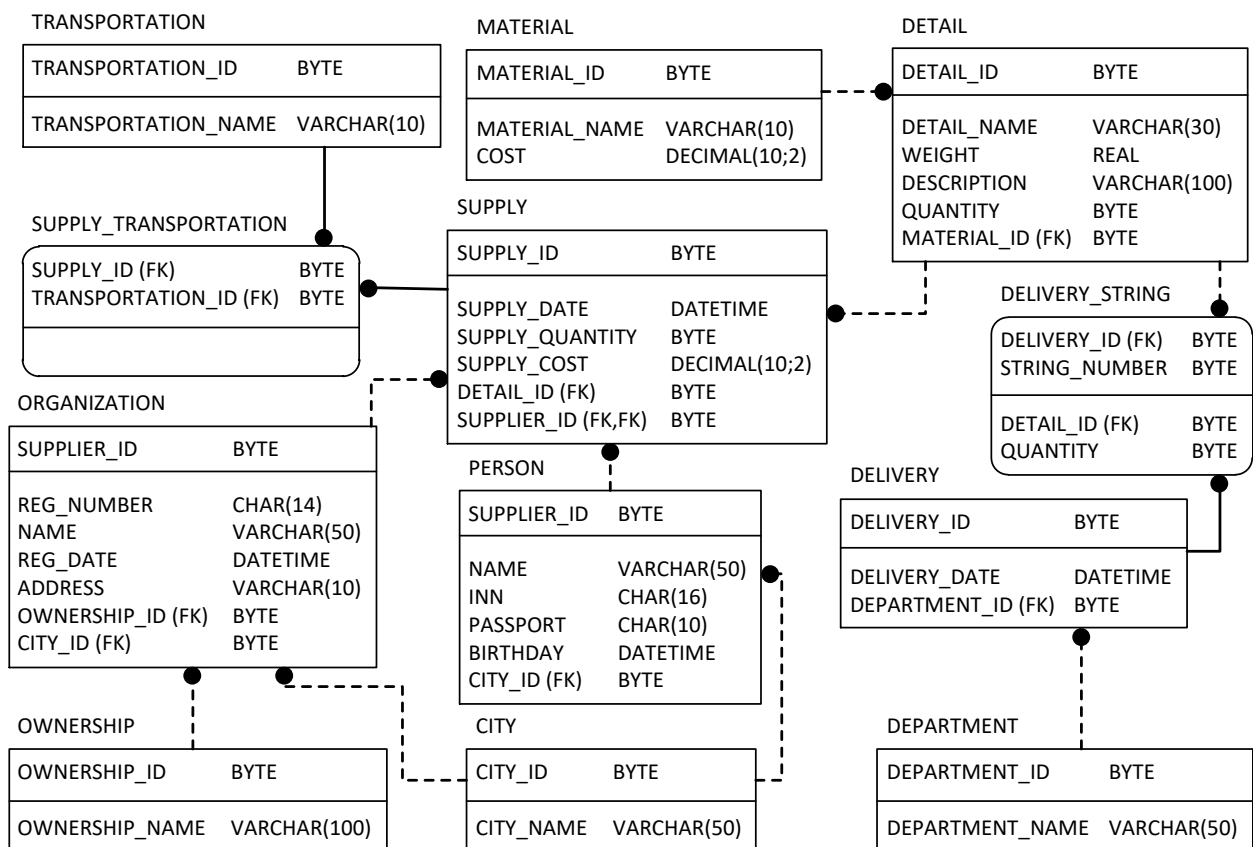 TRANSPORTATION
TRANSPORTATION_ID BYTE
TRANSPORTATION_NAME VARCHAR(10)
MATERIAL
MATERIAL_ID BYTE
MATERIAL_NAME VARCHAR(10)
COST DECIMAL(10;2)
DETAIL
DETAIL_ID BYTE
DETAIL_NAME VARCHAR(30)
WEIGHT REAL
DESCRIPTION VARCHAR(100)
QUANTITY BYTE
MATERIAL_ID (FK) BYTE
SUPPLY_TRANSPORTATION
SUPPLY_ID (FK) BYTE
TRANSPORTATION_ID (FK) BYTE
SUPPLY
SUPPLY_ID BYTE
SUPPLY_DATE DATETIME
SUPPLY_QUANTITY BYTE
SUPPLY_COST DECIMAL(10;2)
DETAIL_ID (FK) BYTE
SUPPLIER_ID (FK,FK) BYTE
DELIVERY_STRING
DELIVERY_ID (FK) BYTE
STRING_NUMBER BYTE
DETAIL_ID (FK) BYTE
QUANTITY BYTE
ORGANIZATION
SUPPLIER_ID BYTE
REG_NUMBER CHAR(14)
NAME VARCHAR(50)
REG_DATE DATETIME
ADDRESS VARCHAR(10)
OWNERSHIP_ID (FK) BYTE
CITY_ID (FK) BYTE
PERSON
SUPPLIER_ID BYTE
NAME VARCHAR(50)
INN CHAR(16)
PASSPORT CHAR(10)
BIRTHDAY DATETIME
CITY_ID (FK) BYTE
DELIVERY
DELIVERY_ID BYTE
DELIVERY_DATE DATETIME
DEPARTMENT_ID (FK) BYTE
OWNERSHIP
OWNERSHIP_ID BYTE
OWNERSHIP_NAME VARCHAR(100)
CITY
CITY_ID BYTE
CITY_NAME VARCHAR(50)
DEPARTMENT
DEPARTMENT_ID BYTE
DEPARTMENT_NAME VARCHAR(50)